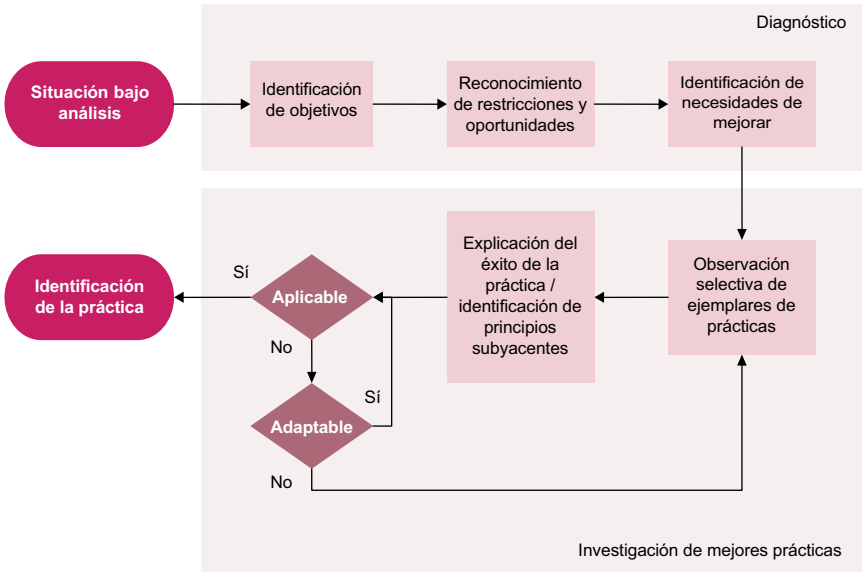 Diagnóstico
Situación bajo
análisis
Identificación
de objetivos
Reconocimiento
de restricciones y
oportunidades
Identificación de
necesidades de
mejorar
Identificación
de la práctica
Sí
Aplicable
No
Sí
Adaptable
No
Explicación del
éxito de la
práctica /
identificación de
principios
subyacentes
Observación
selectiva de
ejemplares de
prácticas
Investigación de mejores prácticas